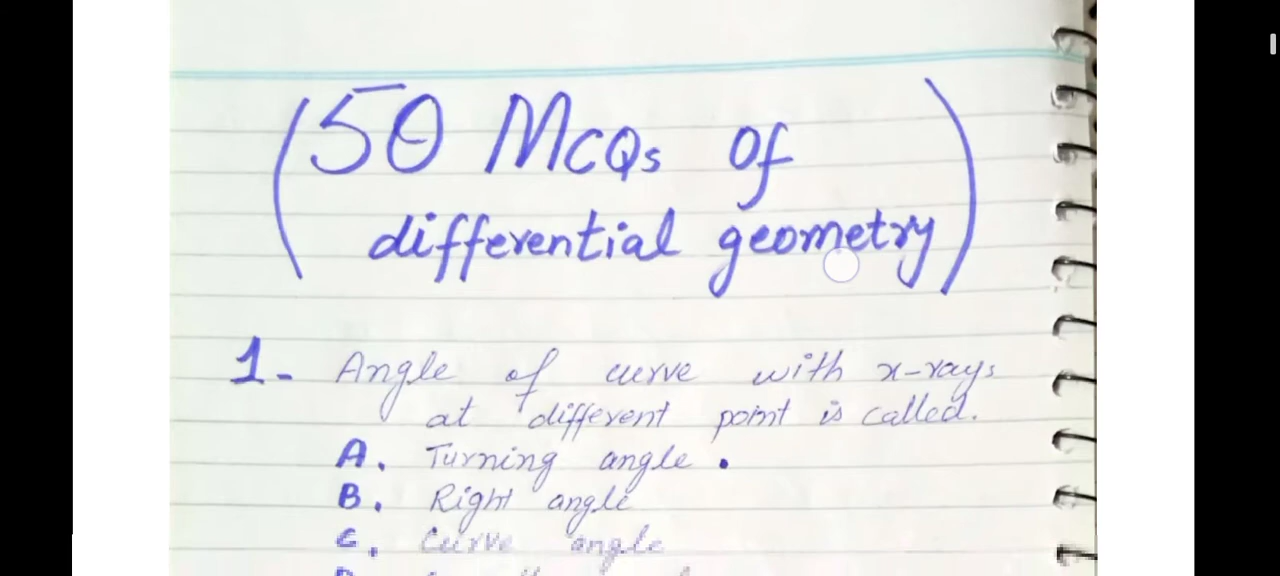 (50 MCQs of
differential geometry)
1- Angle of curve with x-rays
at different point is called.
A. Turning angle .
B. Right angle
C. Curve angle